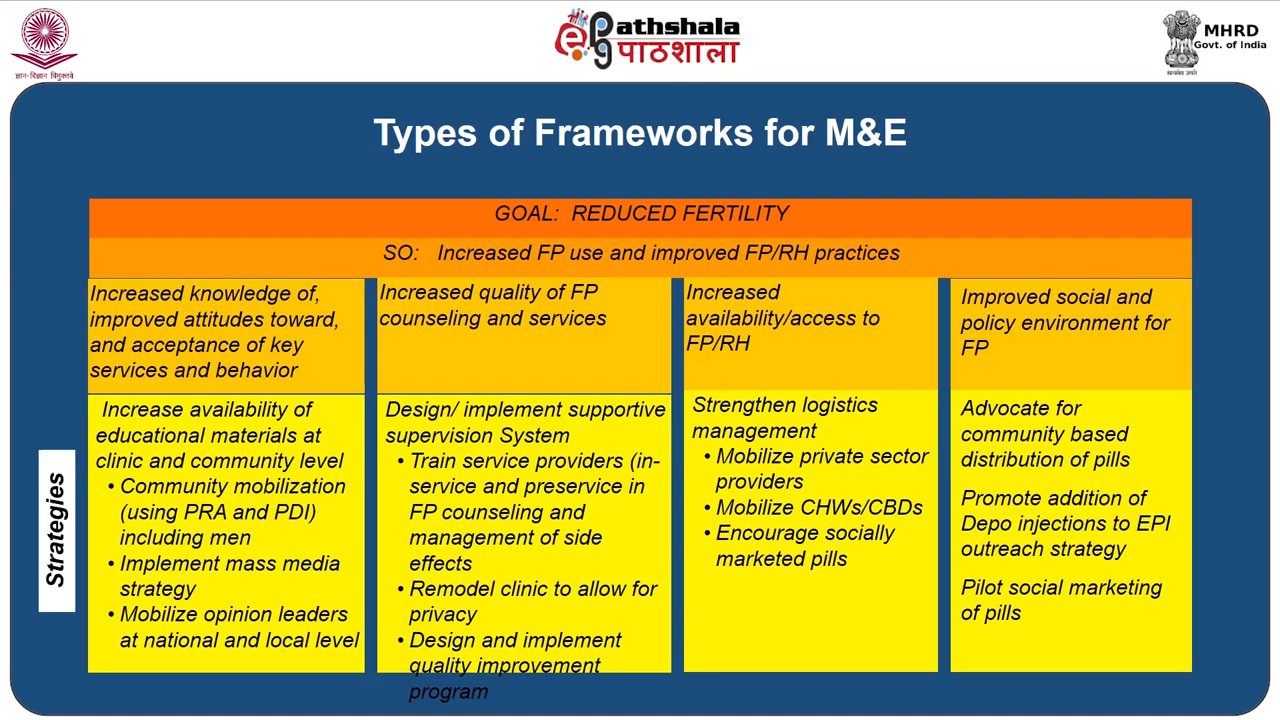 ज्ञान-विज्ञान विमुक्तये
ePathshala
पाठशाला
MHRD
Govt. of India
सत्यमेव जयते
Types of Frameworks for M&E
GOAL: REDUCED FERTILITY
SO: Increased FP use and improved FP/RH practices
Increased knowledge of,
improved attitudes toward,
and acceptance of key
services and behavior
Increased quality of FP
counseling and services
Increased
availability/access to
FP/RH
Improved social and
policy environment for
FP
Strategies
Increase availability of
educational materials at
clinic and community level
• Community mobilization
(using PRA and PDI)
including men
• Implement mass media
strategy
• Mobilize opinion leaders
at national and local level
Design/ implement supportive
supervision System
• Train service providers (in-
service and preservice in
FP counseling and
management of side
effects
• Remodel clinic to allow for
privacy
• Design and implement
quality improvement
program
Strengthen logistics
management
• Mobilize private sector
providers
• Mobilize CHWs/CBDs
• Encourage socially
marketed pills
Advocate for
community based
distribution of pills
Promote addition of
Depo injections to EPI
outreach strategy
Pilot social marketing
of pills